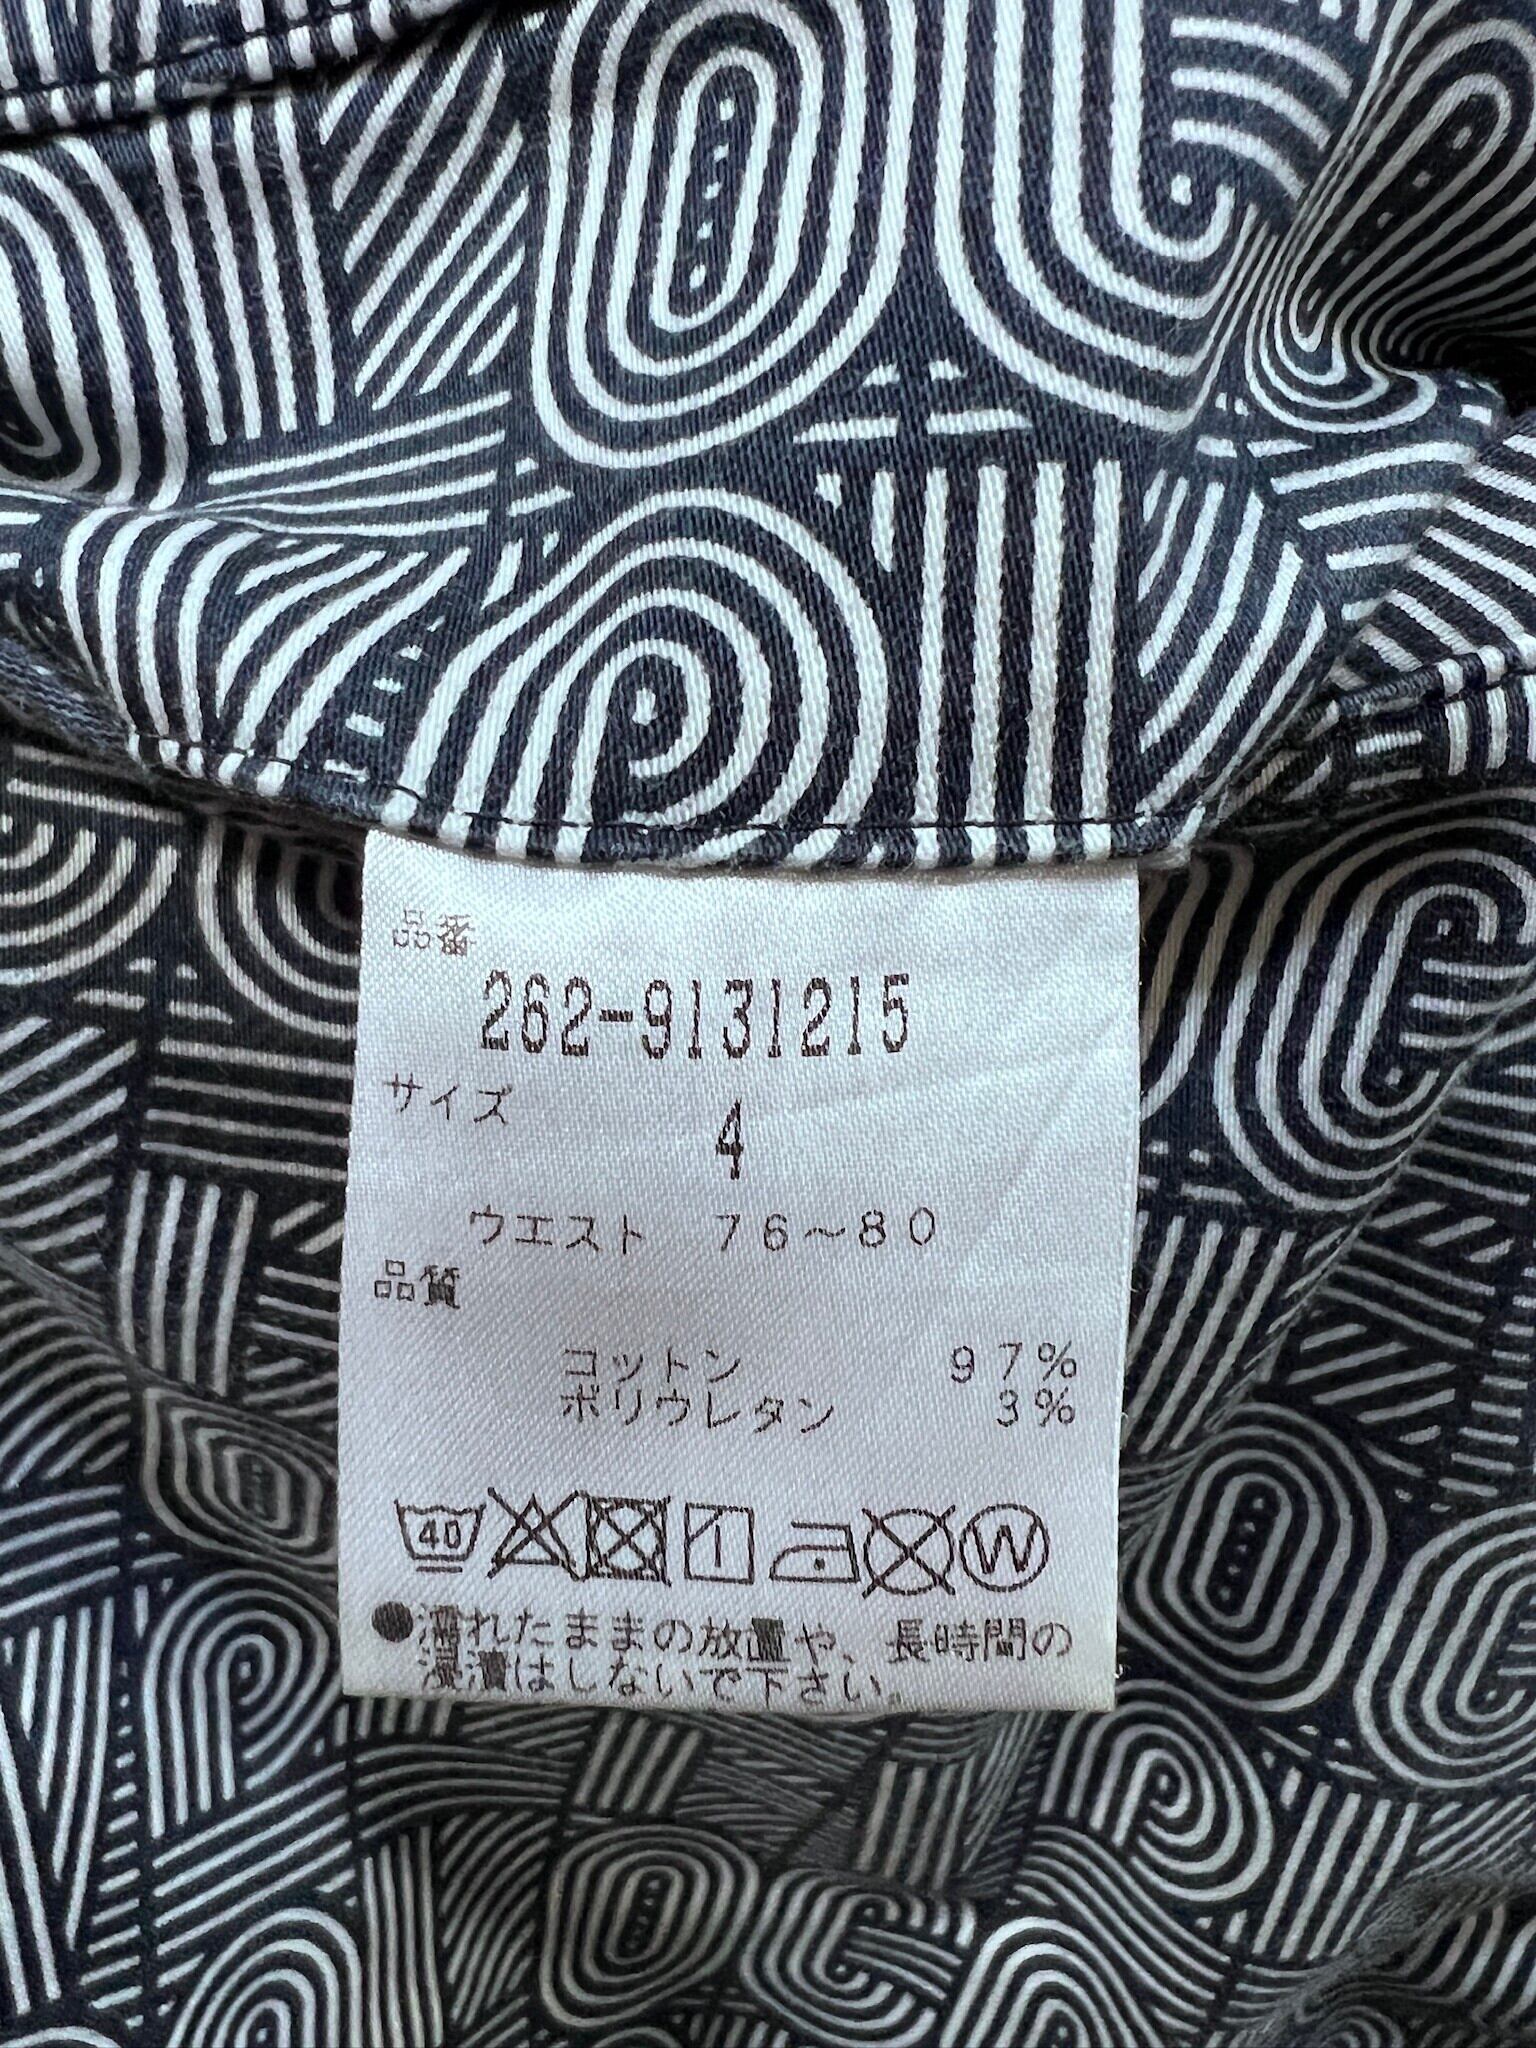 品番
262-9131215
サイズ
4
ウエスト 76～80
品質
コットン 97%
ポリウレタン 3%
40 W
●濡れたままの放置や、長時間の
浸漬はしないで下さい。